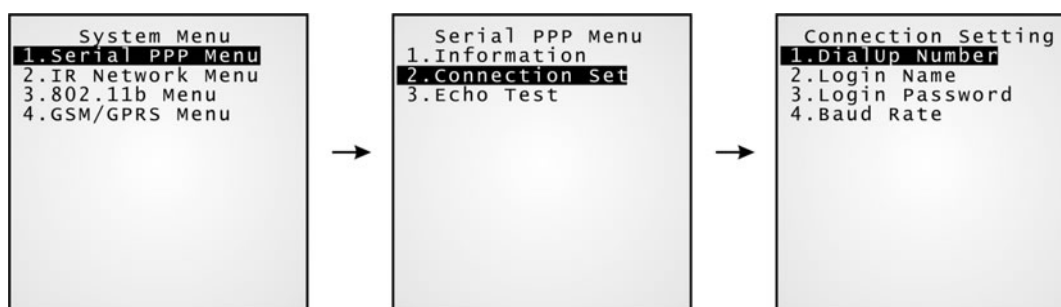 System Menu
1.Serial PPP Menu
2.IR Network Menu
3.802.11b Menu
4.GSM/GPRS Menu
Serial PPP Menu
1.Information
2.Connection Set
3.Echo Test
Connection Setting
1.DialUp Number
2.Login Name
3.Login Password
4.Baud Rate